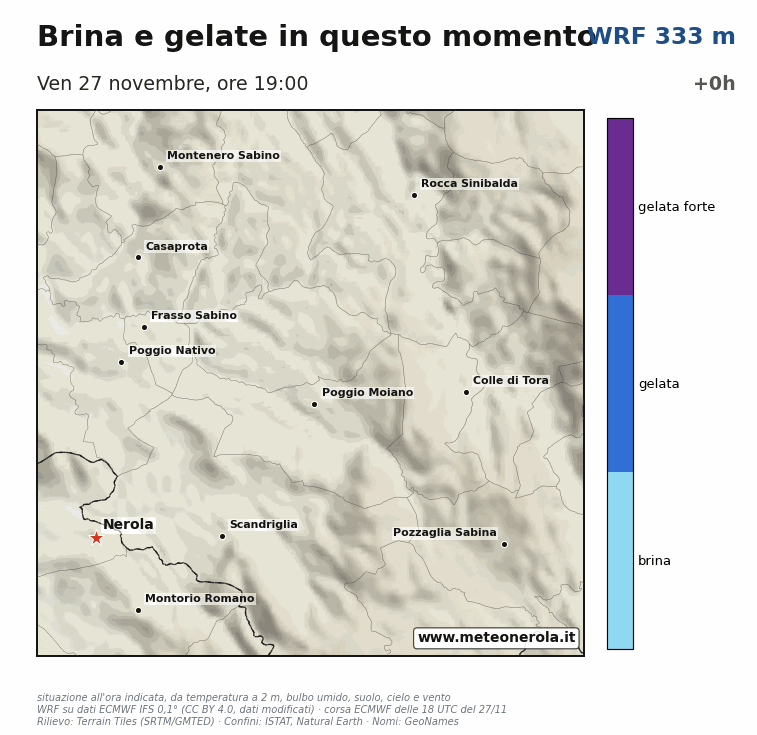 Brina e gelate in questo momento
WRF 333 m
Ven 27 novembre, ore 19:00
+0h
Montenero Sabino
Rocca Sinibalda
gelata forte
Casaprota
Frasso Sabino
Poggio Nativo
Colle di Tora
gelata
Poggio Moiano
Nerola
Scandriglia
Pozzaglia Sabina
brina
Montorio Romano
www.meteonerola.it
situazione all'ora indicata, da temperatura a 2 m, bulbo umido, suolo, cielo e vento
WRF su dati ECMWF IFS 0,1° (CC BY 4.0, dati modificati) · corsa ECMWF delle 18 UTC del 27/11
Rilievo: Terrain Tiles (SRTM/GMTED) · Confini: ISTAT, Natural Earth · Nomi: GeoNames